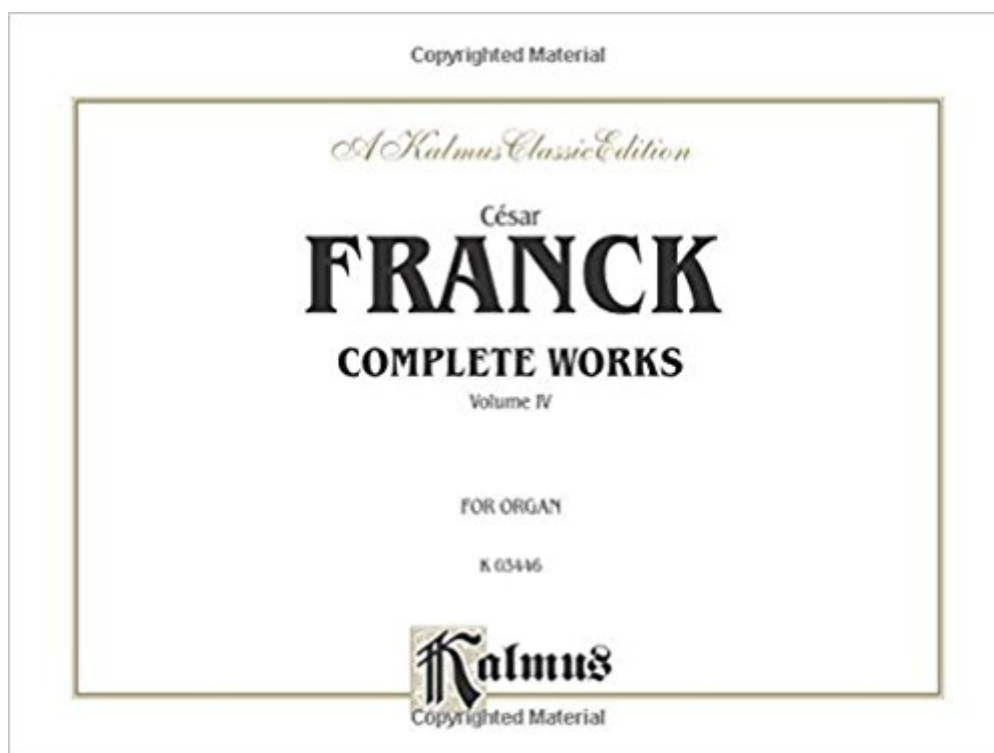 Copyrighted Material
A Kalmus Classic Edition
César
FRANCK
COMPLETE WORKS
Volume IV
FOR ORGAN
K 03446
Kalmus
Copyrighted Material